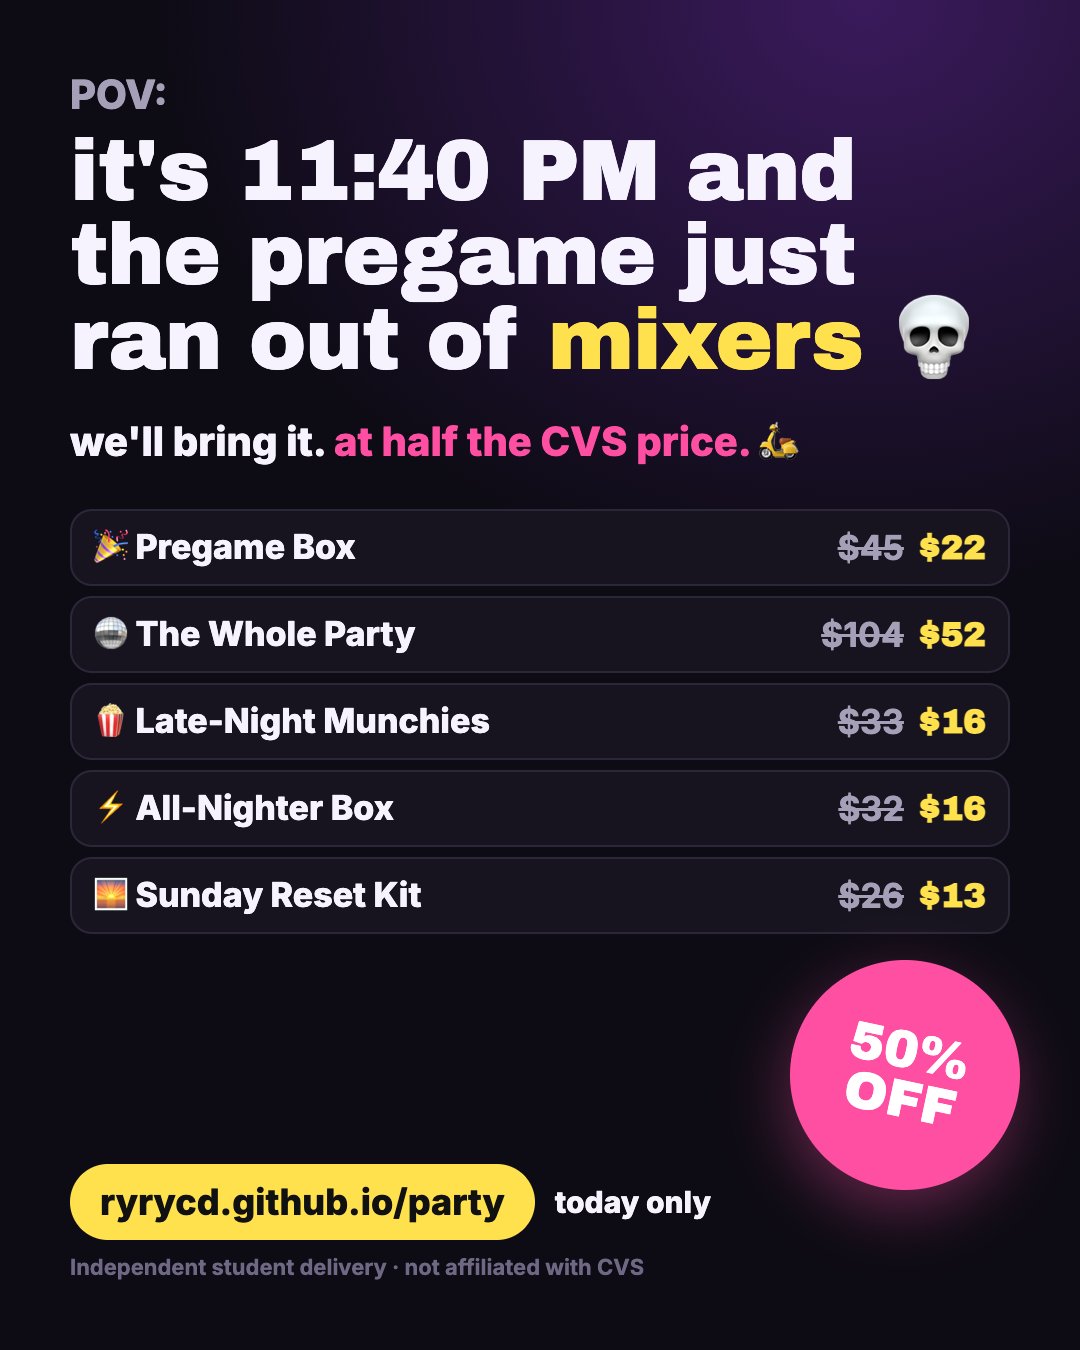 POV:
it's 11:40 PM and
the pregame just
ran out of mixers 💀
we'll bring it. at half the CVS price. 🛵
🎉 Pregame Box $45 $22
🪩 The Whole Party $104 $52
🍿 Late-Night Munchies $33 $16
⚡ All-Nighter Box $32 $16
🌅 Sunday Reset Kit $26 $13
50%
OFF
ryrycd.github.io/party today only
Independent student delivery · not affiliated with CVS